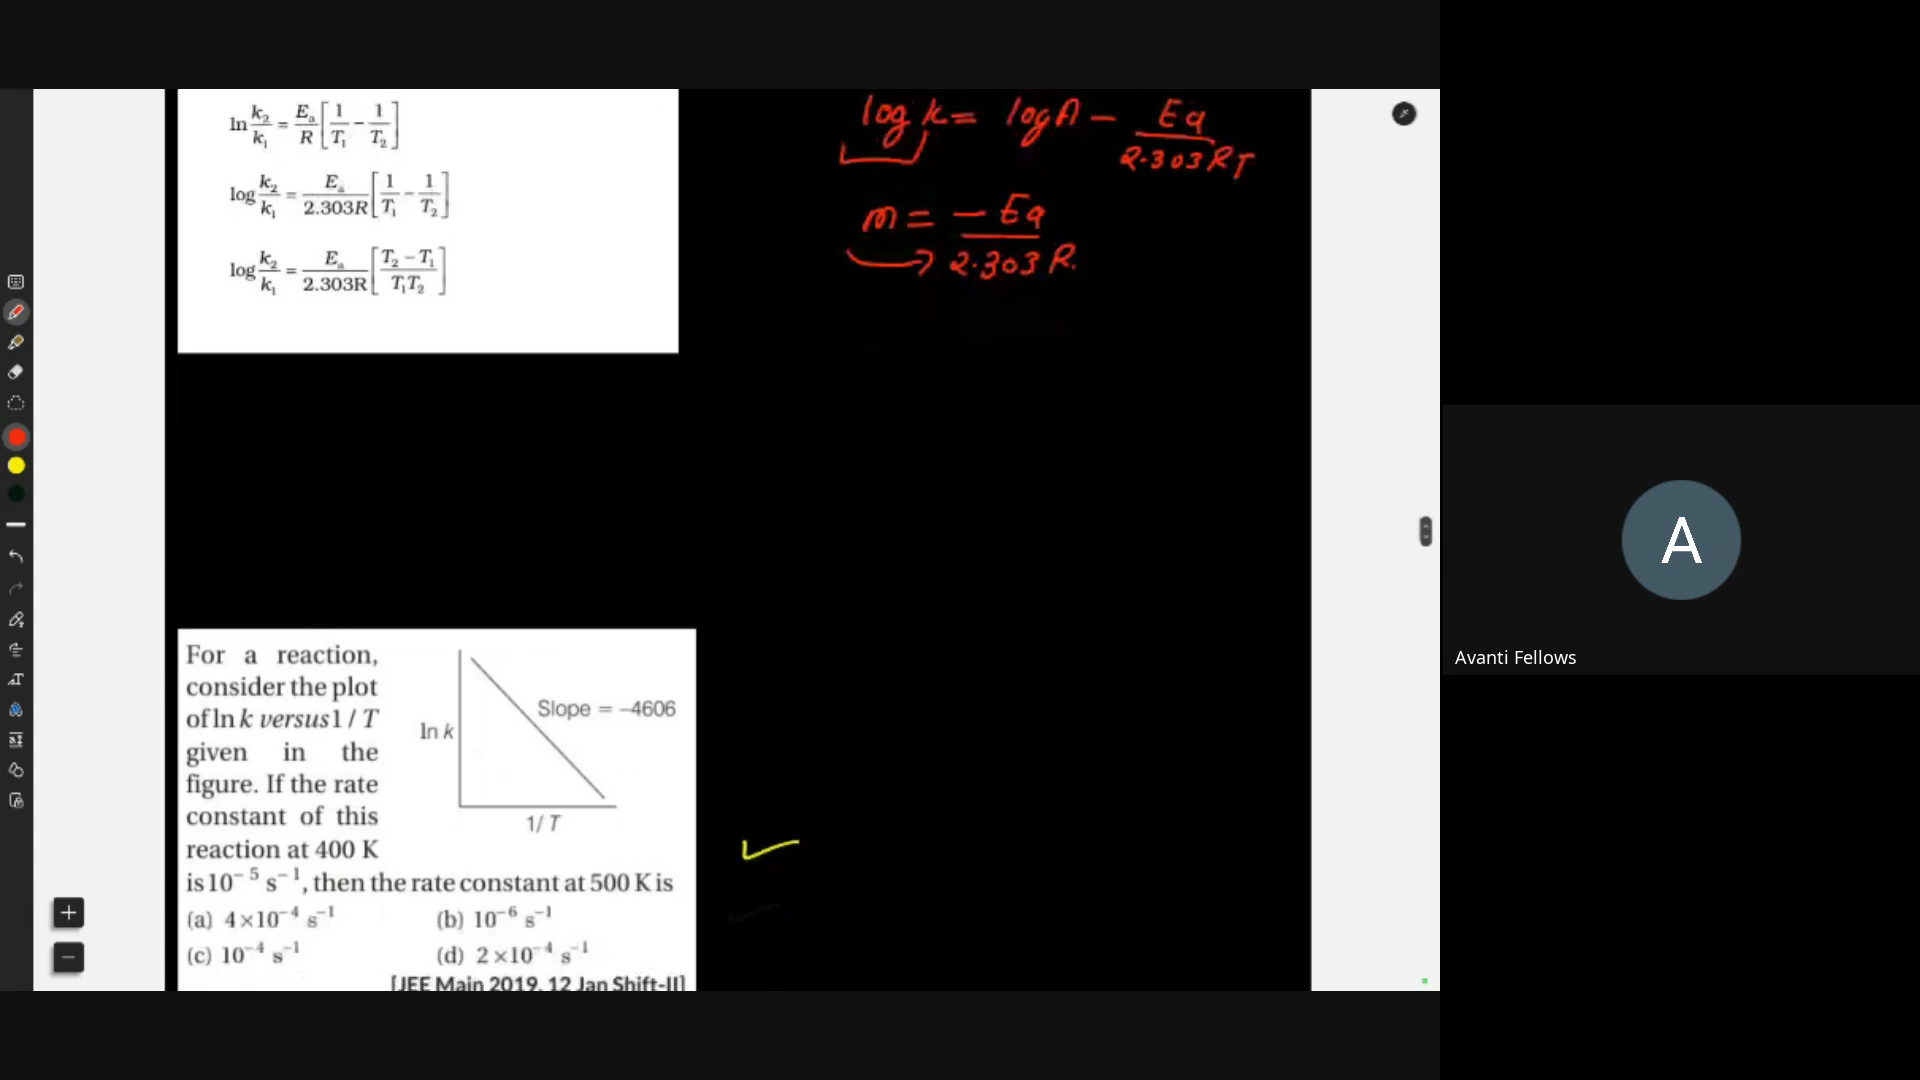 ln k₂/k₁ = Eₐ/R [1/T₁ − 1/T₂]
log k₂/k₁ = Eₐ/2.303R [1/T₁ − 1/T₂]
log k₂/k₁ = Eₐ/2.303R [T₂ − T₁/T₁T₂]
log k = log A − Ea/2.303 RT
m = − Ea/2.303 R.
For a reaction,
consider the plot
of ln k versus 1 / T
given in the
figure. If the rate
constant of this
reaction at 400 K
is 10⁻⁵ s⁻¹, then the rate constant at 500 K is
ln k
Slope = −4606
1/ T
(a) 4×10⁻⁴ s⁻¹ (b) 10⁻⁶ s⁻¹
(c) 10⁻⁴ s⁻¹ (d) 2×10⁻⁴ s⁻¹
[JEE Main 2019, 12 Jan Shift-II]
A
Avanti Fellows